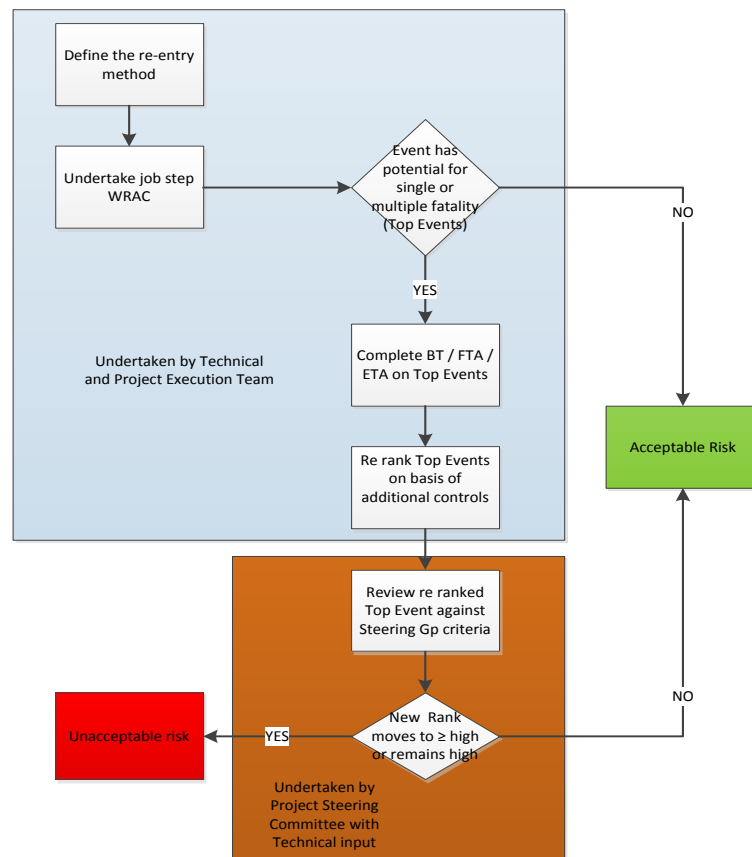 Define the re-entry
method
Undertake job step
WRAC
Event has
potential for
single or
multiple fatality
(Top Events)
NO
YES
Complete BT / FTA /
ETA on Top Events
Undertaken by Technical
and Project Execution Team
Re rank Top Events
on basis of
additional controls
Acceptable Risk
Review re ranked
Top Event against
Steering Gp criteria
New Rank
moves to ≥ high
or remains high
YES
NO
Unacceptable risk
Undertaken by
Project Steering
Committee with
Technical input